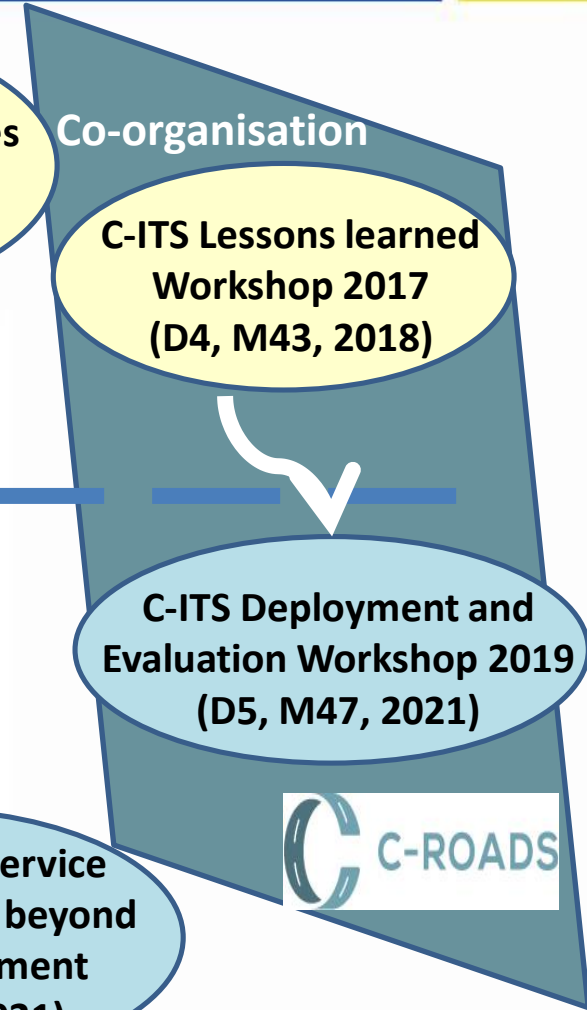 es
Co-organisation
C-ITS Lessons learned
Workshop 2017
(D4, M43, 2018)
C-ITS Deployment and
Evaluation Workshop 2019
(D5, M47, 2021)
C-ROADS
ervice
beyond
ment